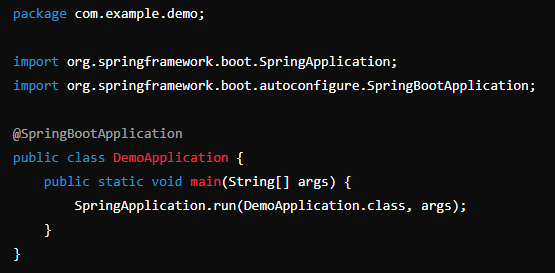 package com.example.demo;
import org.springframework.boot.SpringApplication;
import org.springframework.boot.autoconfigure.SpringBootApplication;
@SpringBootApplication
public class DemoApplication {
    public static void main(String[] args) {
        SpringApplication.run(DemoApplication.class, args);
    }
}